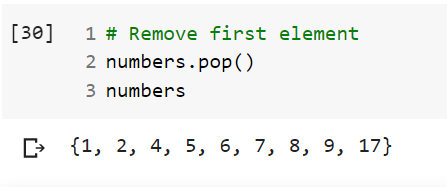 [30] 1 # Remove first element
2 numbers.pop()
3 numbers
{1, 2, 4, 5, 6, 7, 8, 9, 17}